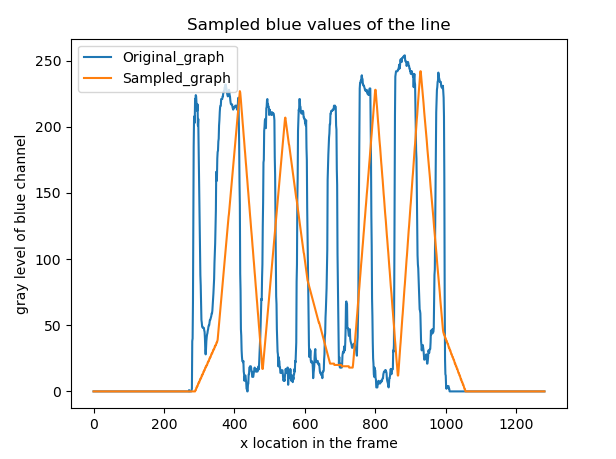 Sampled blue values of the line
Original_graph
Sampled_graph
gray level of blue channel
250
200
150
100
50
0
0 200 400 600 800 1000 1200
x location in the frame